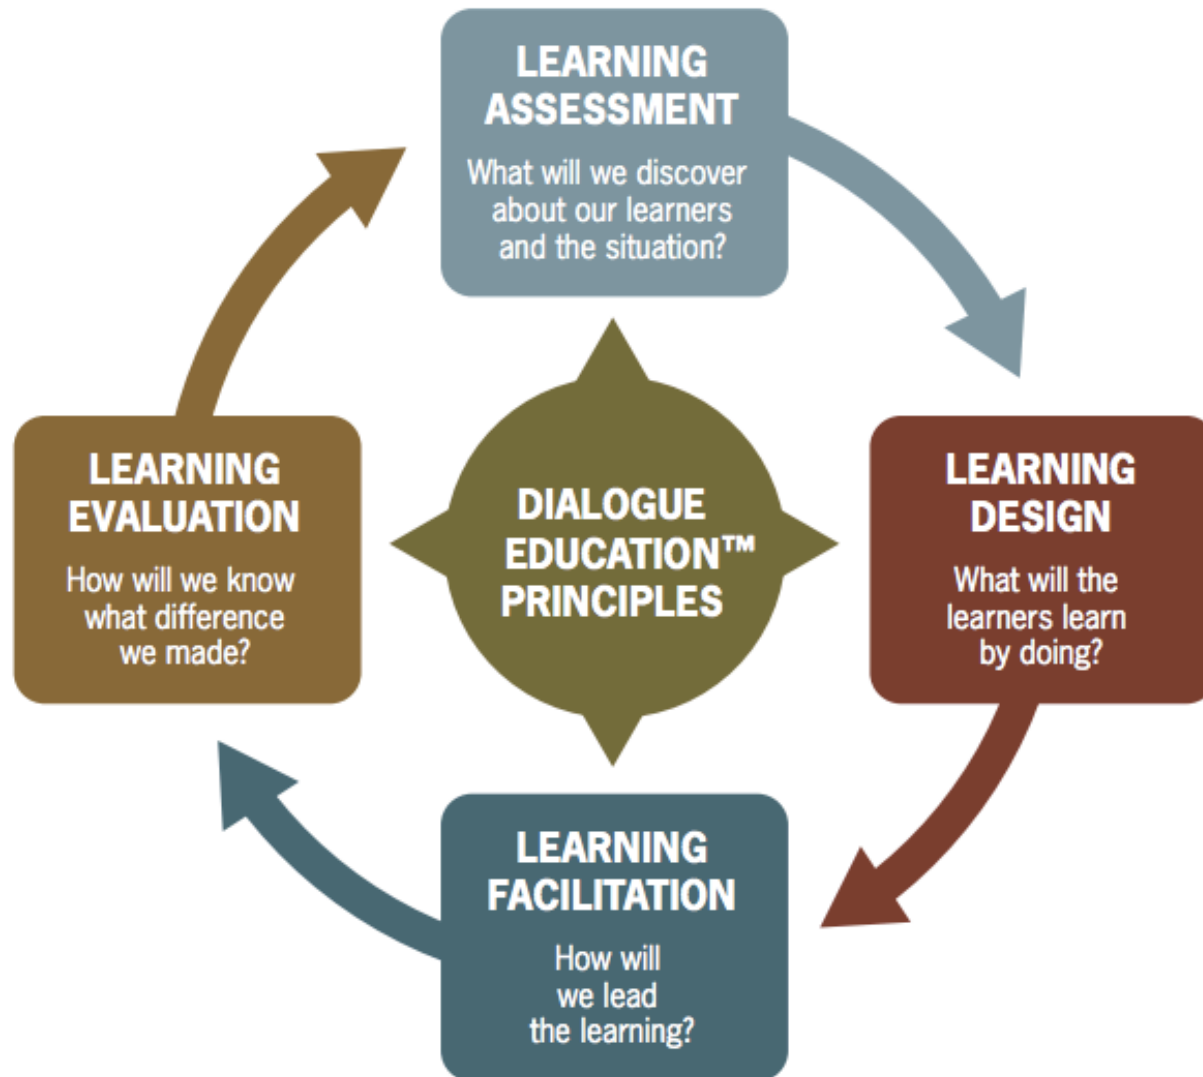 LEARNING
ASSESSMENT
What will we discover
about our learners
and the situation?
LEARNING
DESIGN
What will the
learners learn
by doing?
LEARNING
FACILITATION
How will
we lead
the learning?
LEARNING
EVALUATION
How will we know
what difference
we made?
DIALOGUE
EDUCATION™
PRINCIPLES